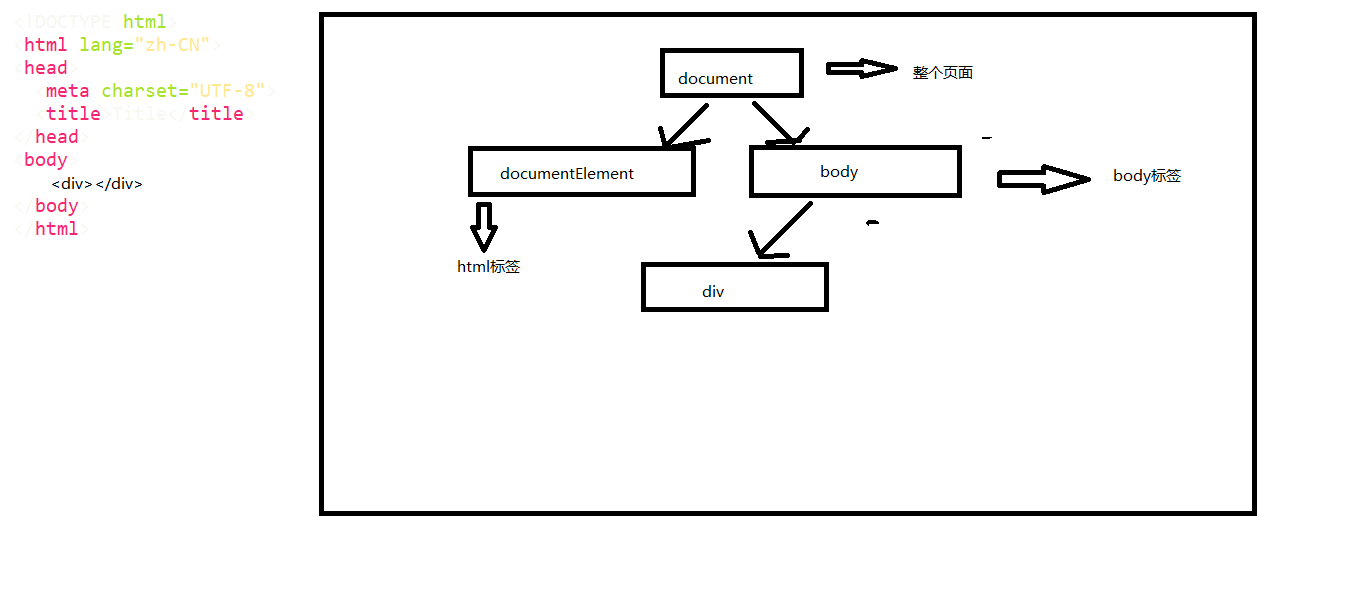 <!DOCTYPE html>
<html lang="zh-CN">
<head>
<meta charset="UTF-8">
<title>Title</title>
</head>
<body>
<div></div>
</body>
</html>
document
整个页面
documentElement
body
body标签
html标签
div